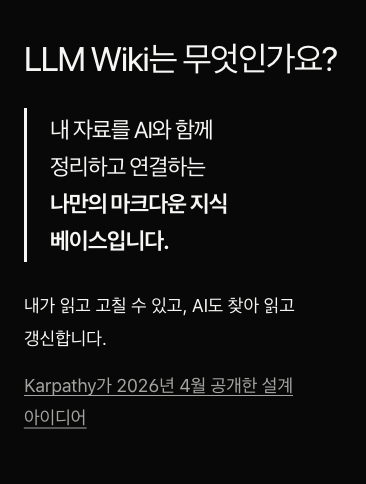 LLM Wiki는 무엇인가요?
내 자료를 AI와 함께
정리하고 연결하는
나만의 마크다운 지식
베이스입니다.
내가 읽고 고칠 수 있고, AI도 찾아 읽고
갱신합니다.
Karpathy가 2026년 4월 공개한 설계
아이디어